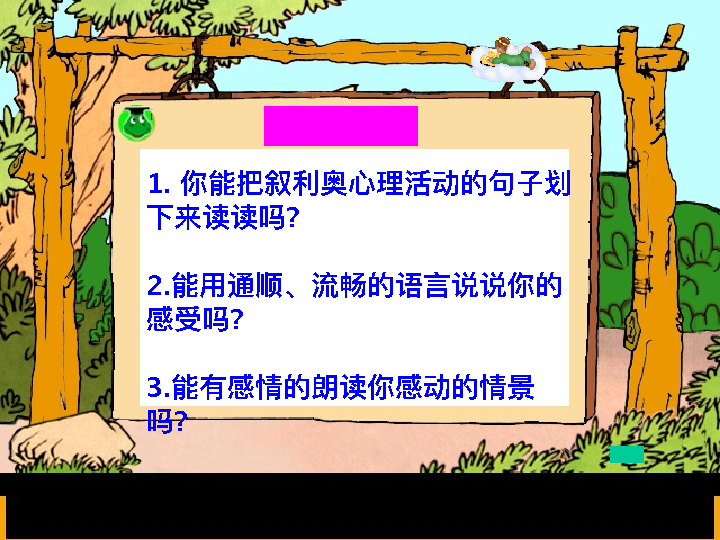 1. 你能把叙利奥心理活动的句子划
下来读读吗?
2.能用通顺、流畅的语言说说你的
感受吗?
3.能有感情的朗读你感动的情景
吗?